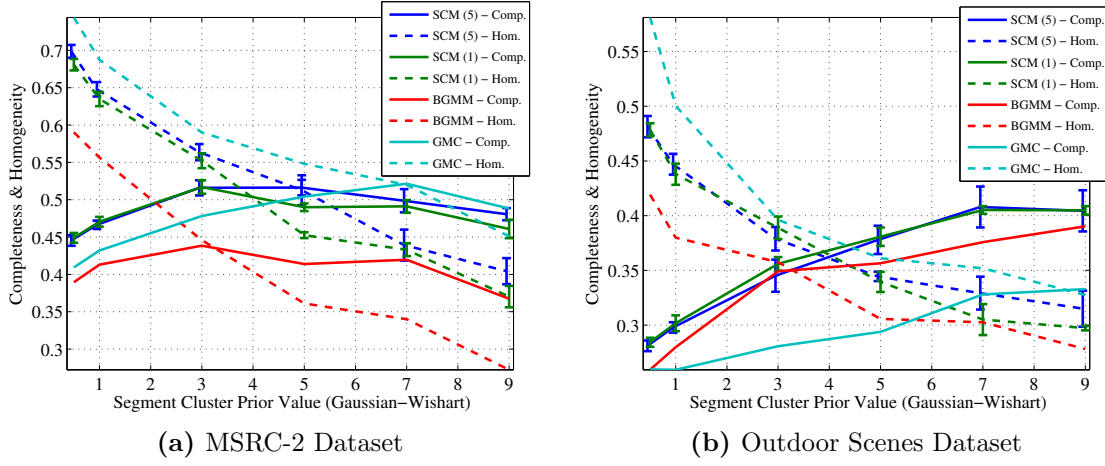 Completeness & Homogeneity
0.7
0.65
0.6
0.55
0.5
0.45
0.4
0.35
0.3
1 2 3 4 5 6 7 8 9
Segment Cluster Prior Value (Gaussian−Wishart)
SCM (5) − Comp.
SCM (5) − Hom.
SCM (1) − Comp.
SCM (1) − Hom.
BGMM − Comp.
BGMM − Hom.
GMC − Comp.
GMC − Hom.
(a) MSRC-2 Dataset
Completeness & Homogeneity
0.55
0.5
0.45
0.4
0.35
0.3
1 2 3 4 5 6 7 8 9
Segment Cluster Prior Value (Gaussian−Wishart)
SCM (5) − Comp.
SCM (5) − Hom.
SCM (1) − Comp.
SCM (1) − Hom.
BGMM − Comp.
BGMM − Hom.
GMC − Comp.
GMC − Hom.
(b) Outdoor Scenes Dataset